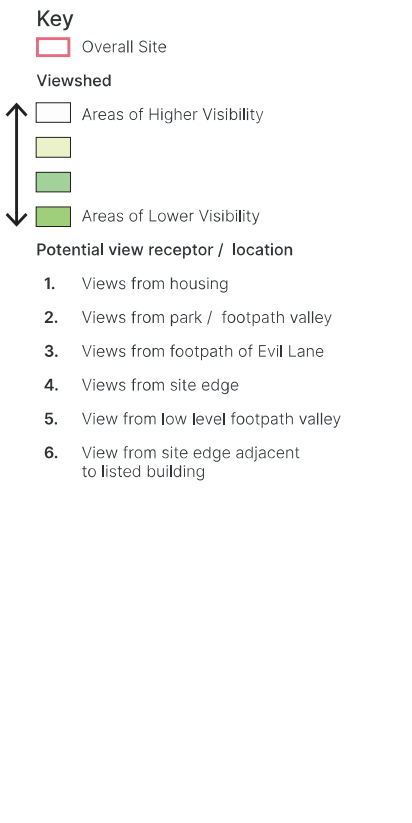 Key
Overall Site
Viewshed
Areas of Higher Visibility
Areas of Lower Visibility
Potential view receptor / location
1. Views from housing
2. Views from park / footpath valley
3. Views from footpath of Evil Lane
4. Views from site edge
5. View from low level footpath valley
6. View from site edge adjacent
to listed building